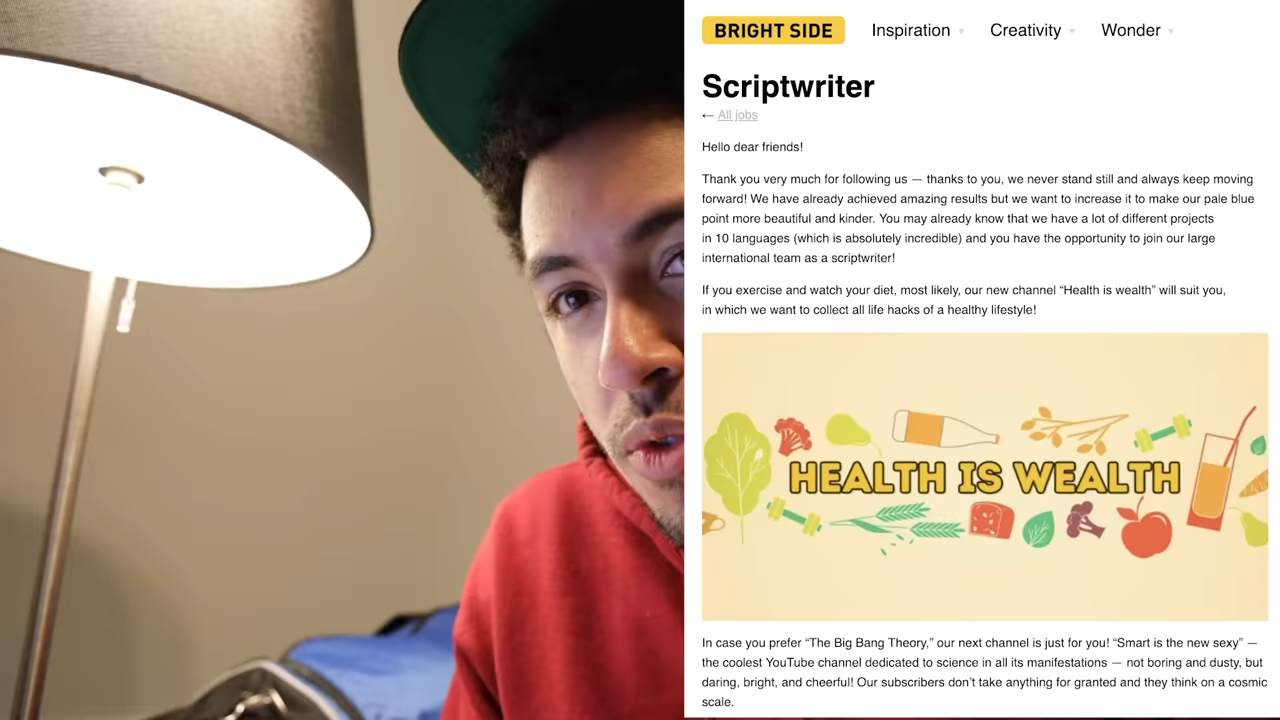 BRIGHT SIDE Inspiration Creativity Wonder
Scriptwriter
← All jobs
Hello dear friends!
Thank you very much for following us — thanks to you, we never stand still and always keep moving
forward! We have already achieved amazing results but we want to increase it to make our pale blue
point more beautiful and kinder. You may already know that we have a lot of different projects
in 10 languages (which is absolutely incredible) and you have the opportunity to join our large
international team as a scriptwriter!
If you exercise and watch your diet, most likely, our new channel “Health is wealth” will suit you,
in which we want to collect all life hacks of a healthy lifestyle!
HEALTH IS WEALTH
In case you prefer “The Big Bang Theory,” our next channel is just for you! “Smart is the new sexy” —
the coolest YouTube channel dedicated to science in all its manifestations — not boring and dusty, but
daring, bright, and cheerful! Our subscribers don’t take anything for granted and they think on a cosmic
scale.